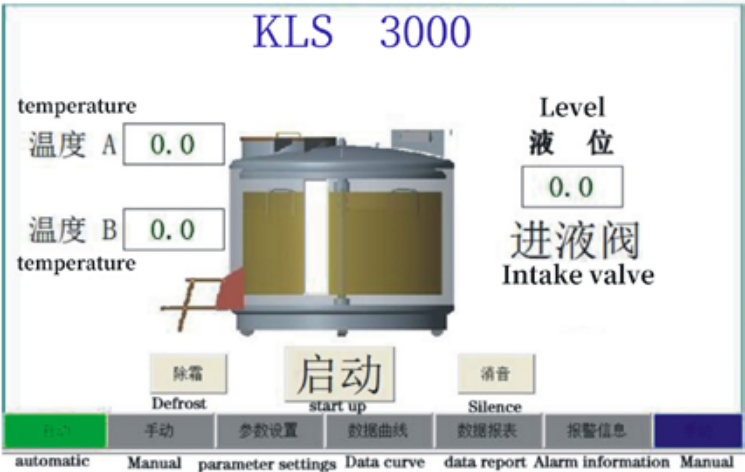 KLS 3000
temperature
温度 A 0.0
Level
液 位
0.0
温度 B 0.0
temperature
进液阀
Intake valve
除霜
启动
消音
Defrost
start up
Silence
手动 参数设置 数据曲线 数据报表 报警信息
automatic Manual parameter settings Data curve data report Alarm information Manual